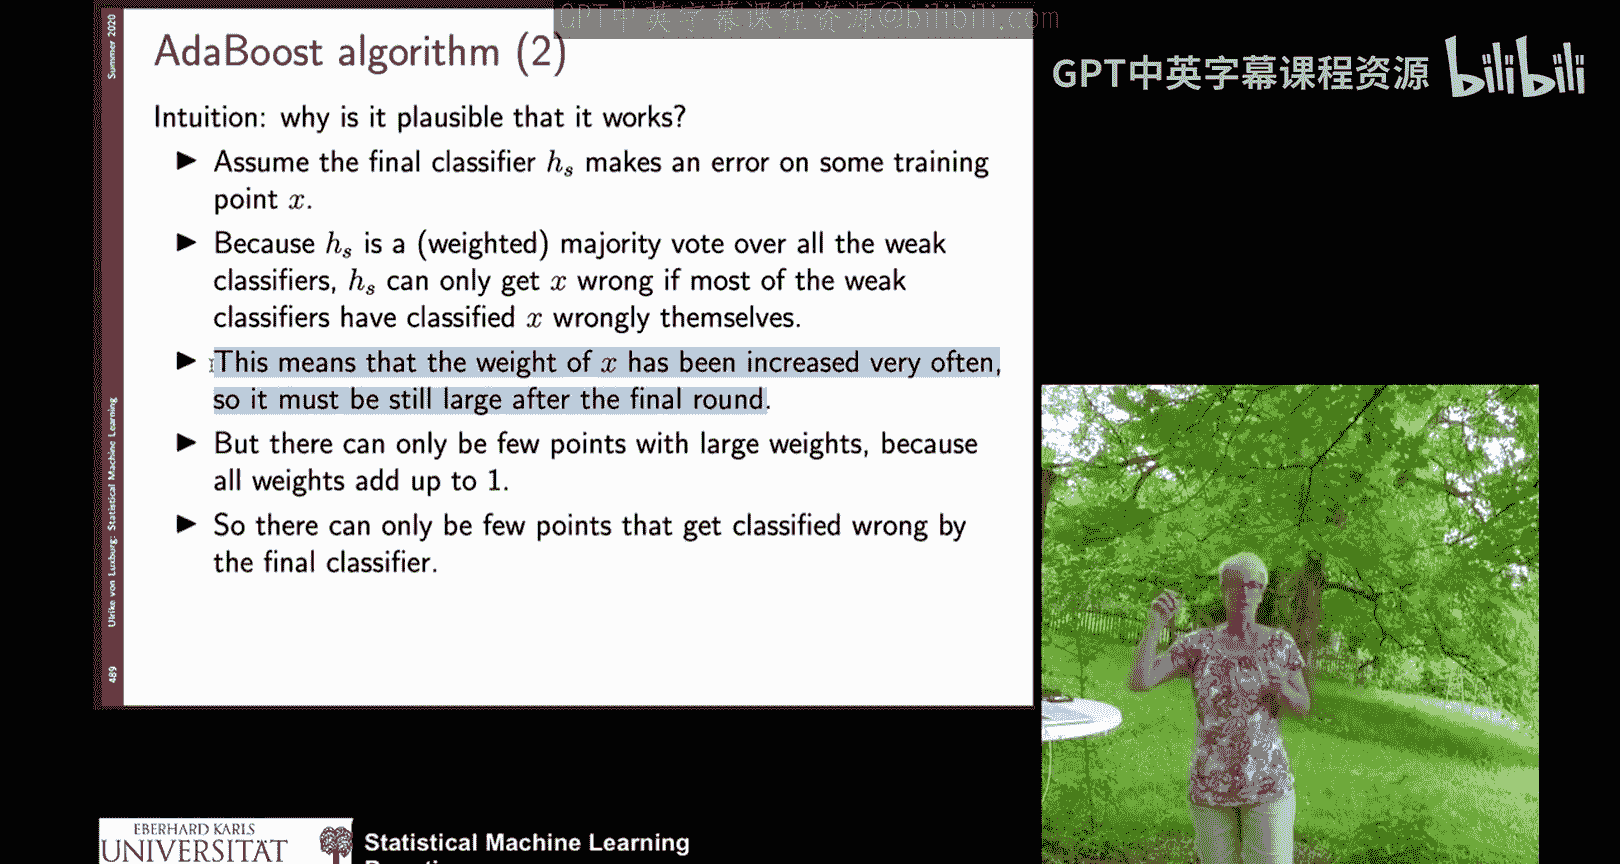 GPT中英字幕课程资源@bilibili.com
Summer 2020
AdaBoost algorithm (2)
GPT中英字幕课程资源 bilibili
Intuition: why is it plausible that it works?
▶ Assume the final classifier hₛ makes an error on some training
point x.
▶ Because hₛ is a (weighted) majority vote over all the weak
classifiers, hₛ can only get x wrong if most of the weak
classifiers have classified x wrongly themselves.
▶ This means that the weight of x has been increased very often,
so it must be still large after the final round.
▶ But there can only be few points with large weights, because
all weights add up to 1.
▶ So there can only be few points that get classified wrong by
the final classifier.
Ulrike von Luxburg: Statistical Machine Learning
489
EBERHARD KARLS
UNIVERSITÄT
Statistical Machine Learning